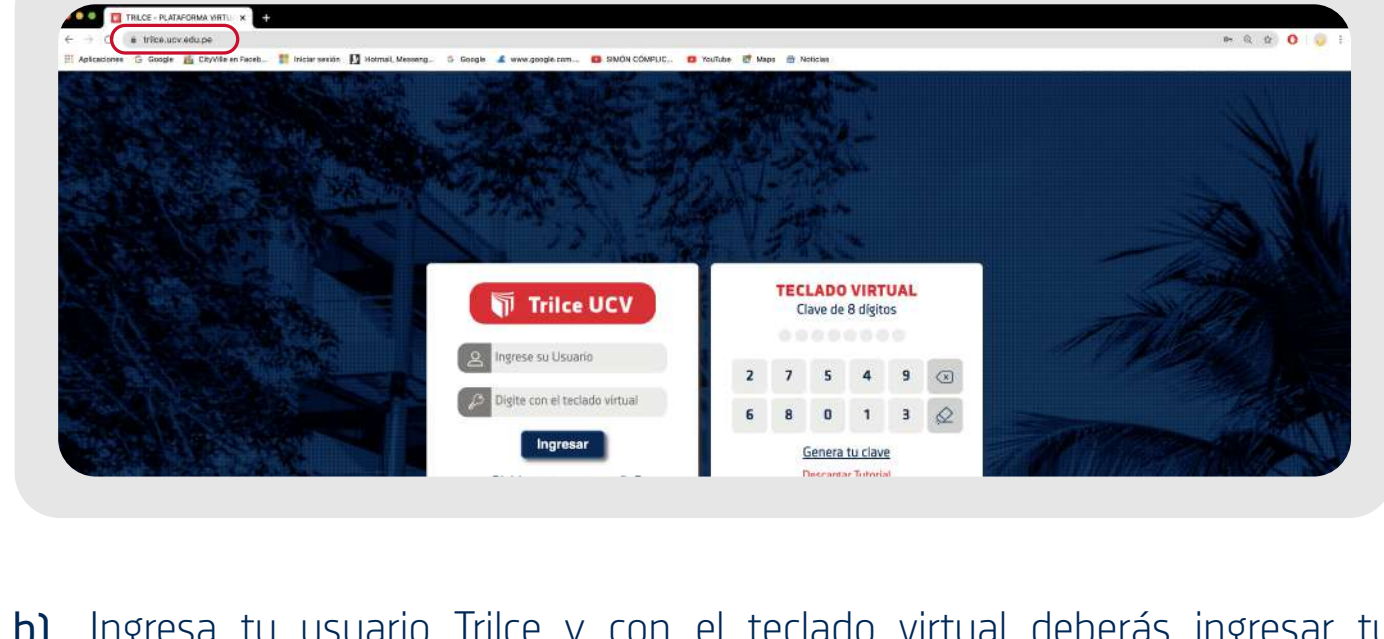 TRILCE - PLATAFORMA VIRTU
trilce.ucv.edu.pe
Aplicaciones Google CityVille en Faceb... Iniciar sesión Hotmail, Messeng... Google www.google.com... SIMÓN CÓMPLIC... YouTube Maps Noticias
Trilce UCV
Ingrese su Usuario
Digite con el teclado virtual
Ingresar
TECLADO VIRTUAL
Clave de 8 dígitos
2 7 5 4 9
6 8 0 1 3
Genera tu clave
Descargar Tutorial
b) Ingresa tu usuario Trilce y con el teclado virtual deberás ingresar tu